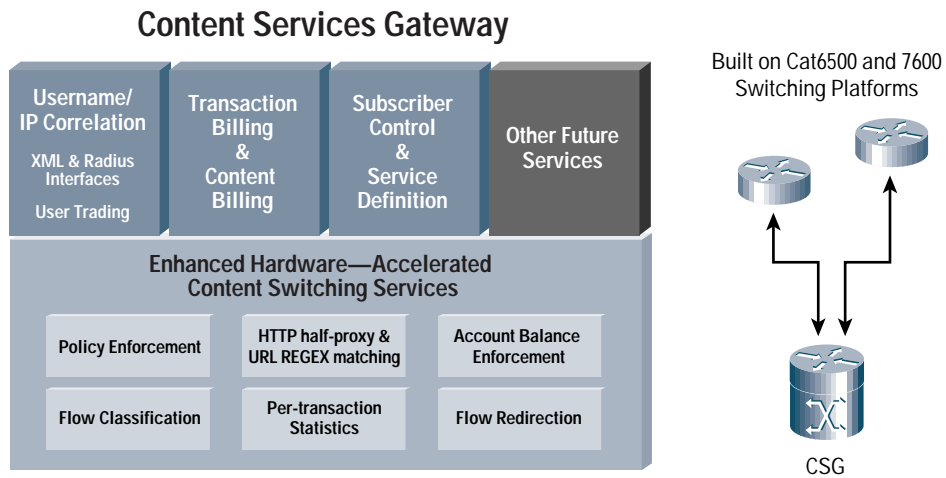 Content Services Gateway
Username/
IP Correlation
XML & Radius
Interfaces
User Trading
Transaction
Billing
&
Content
Billing
Subscriber
Control
&
Service
Definition
Other Future
Services
Built on Cat6500 and 7600
Switching Platforms
Enhanced Hardware—Accelerated
Content Switching Services
Policy Enforcement
HTTP half-proxy &
URL REGEX matching
Account Balance
Enforcement
Flow Classification
Per-transaction
Statistics
Flow Redirection
CSG